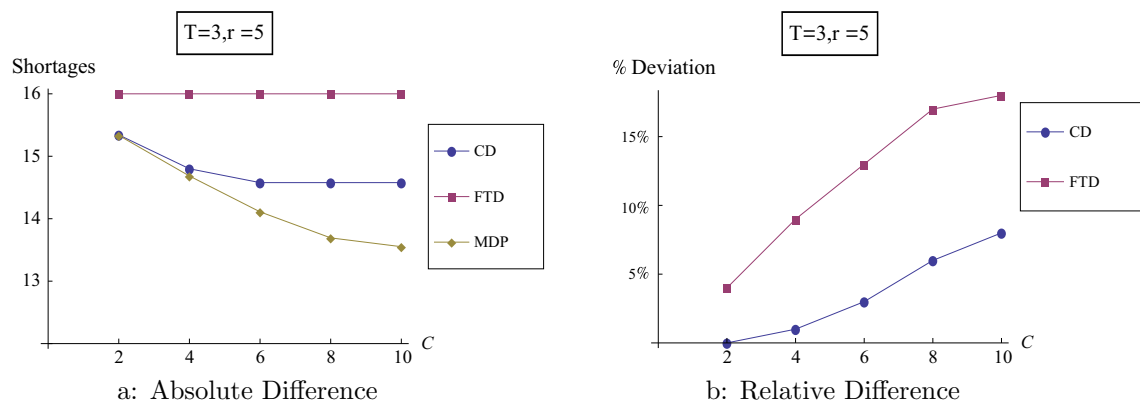 T=3,r =5
Shortages
16
15
14
13
2 4 6 8 10 C
CD
FTD
MDP
a: Absolute Difference
T=3,r =5
% Deviation
15%
10%
5%
2 4 6 8 10 C
CD
FTD
b: Relative Difference